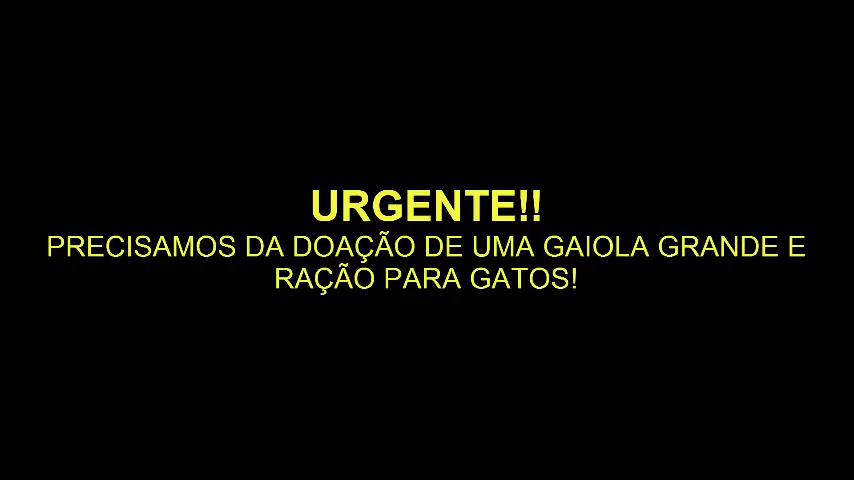 URGENTE!!
PRECISAMOS DA DOAÇÃO DE UMA GAIOLA GRANDE E
RAÇÃO PARA GATOS!